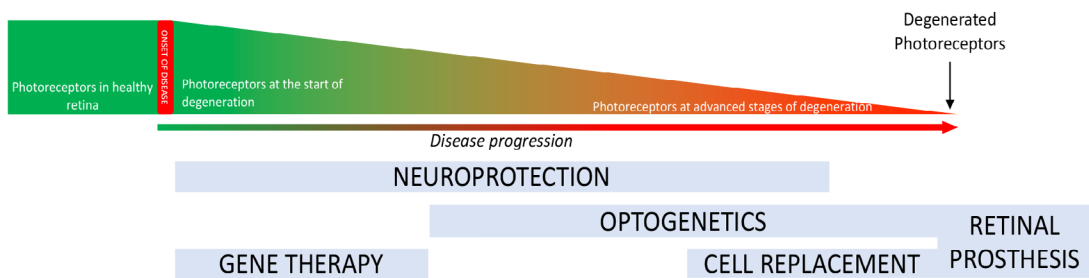 Degenerated
Photoreceptors
ONSET OF DISEASE
Photoreceptors in healthy
retina
Photoreceptors at the start of
degeneration
Photoreceptors at advanced stages of degeneration
Disease progression
NEUROPROTECTION
OPTOGENETICS
RETINAL
PROSTHESIS
GENE THERAPY
CELL REPLACEMENT